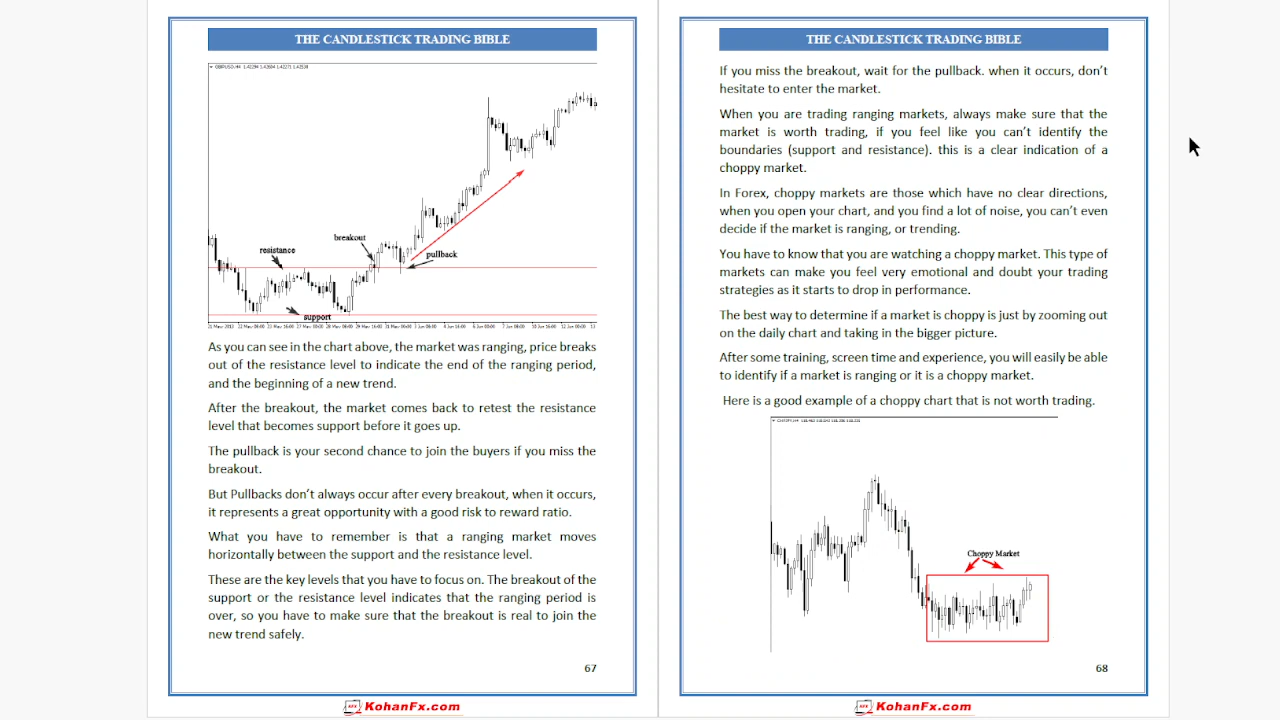 THE CANDLESTICK TRADING BIBLE
resistance
breakout
pullback
support
As you can see in the chart above, the market was ranging, price breaks
out of the resistance level to indicate the end of the ranging period,
and the beginning of a new trend.
After the breakout, the market comes back to retest the resistance
level that becomes support before it goes up.
The pullback is your second chance to join the buyers if you miss the
breakout.
But Pullbacks don’t always occur after every breakout, when it occurs,
it represents a great opportunity with a good risk to reward ratio.
What you have to remember is that a ranging market moves
horizontally between the support and the resistance level.
These are the key levels that you have to focus on. The breakout of the
support or the resistance level indicates that the ranging period is
over, so you have to make sure that the breakout is real to join the
new trend safely.
67
KohanFx.com
THE CANDLESTICK TRADING BIBLE
If you miss the breakout, wait for the pullback. when it occurs, don’t
hesitate to enter the market.
When you are trading ranging markets, always make sure that the
market is worth trading, if you feel like you can’t identify the
boundaries (support and resistance). this is a clear indication of a
choppy market.
In Forex, choppy markets are those which have no clear directions,
when you open your chart, and you find a lot of noise, you can’t even
decide if the market is ranging, or trending.
You have to know that you are watching a choppy market. This type of
markets can make you feel very emotional and doubt your trading
strategies as it starts to drop in performance.
The best way to determine if a market is choppy is just by zooming out
on the daily chart and taking in the bigger picture.
After some training, screen time and experience, you will easily be able
to identify if a market is ranging or it is a choppy market.
Here is a good example of a choppy chart that is not worth trading.
Choppy Market
68
KohanFx.com